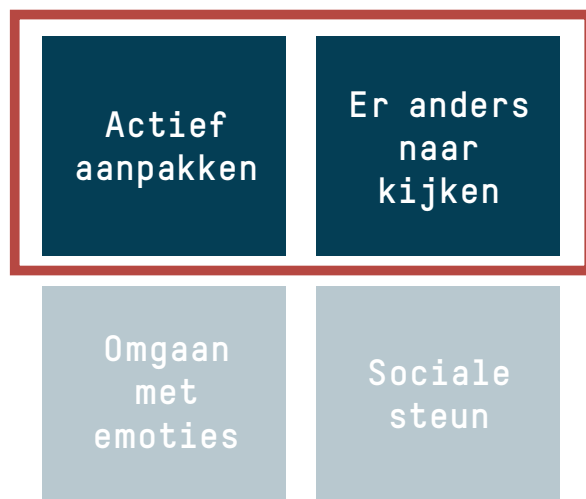 Actief
aanpakken
Er anders
naar
kijken
Omgaan
met
emoties
Sociale
steun